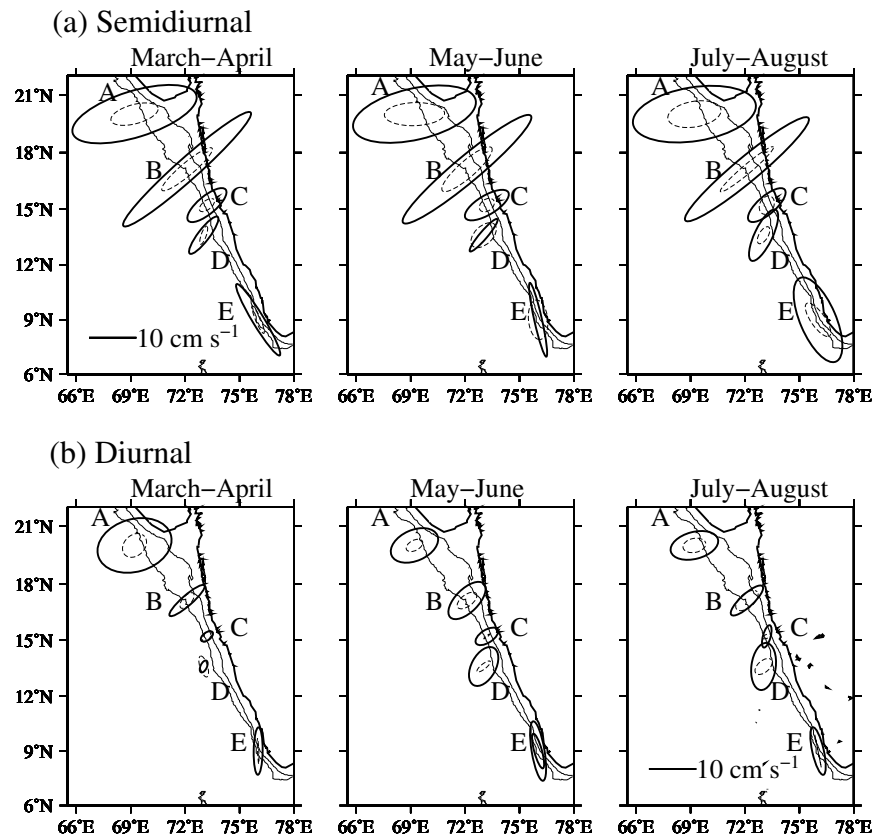 (a) Semidiurnal
March−April May−June July−August
21°N
18°N
15°N
12°N
9°N
6°N
A B C D E
A B C D E
A B C D E
10 cm s⁻¹
66°E 69°E 72°E 75°E 78°E 66°E 69°E 72°E 75°E 78°E 66°E 69°E 72°E 75°E 78°E
(b) Diurnal
March−April May−June July−August
21°N
18°N
15°N
12°N
9°N
6°N
A B C D E
A B C D E
A B C D E
10 cm s⁻¹
66°E 69°E 72°E 75°E 78°E 66°E 69°E 72°E 75°E 78°E 66°E 69°E 72°E 75°E 78°E